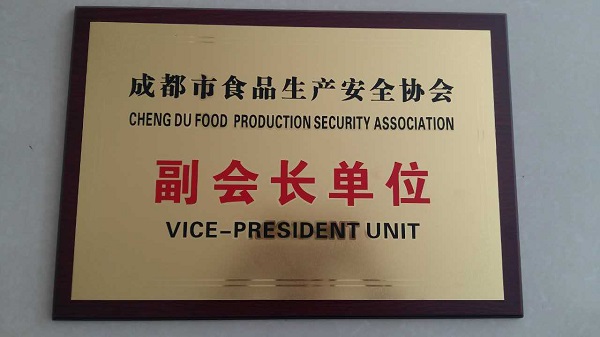 成都市食品生产安全协会
CHENG DU FOOD PRODUCTION SECURITY ASSOCIATION
副会长单位
VICE-PRESIDENT UNIT